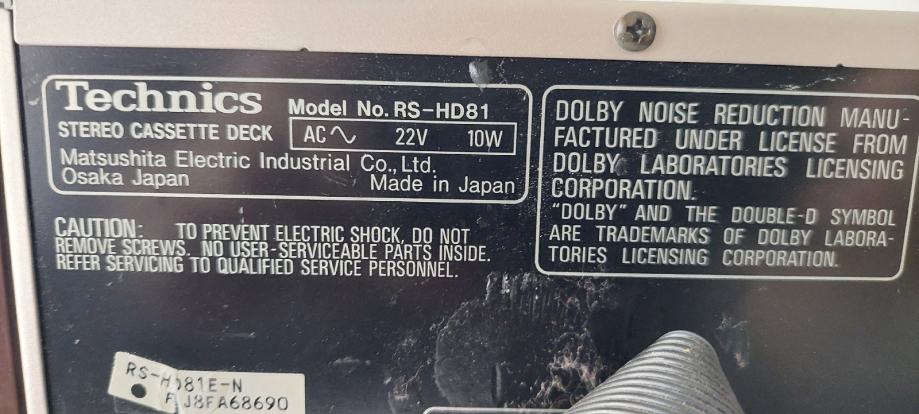 Technics
Model No. RS-HD81
STEREO CASSETTE DECK
AC 22V 10W
Matsushita Electric Industrial Co., Ltd.
Osaka Japan
Made in Japan
CAUTION: TO PREVENT ELECTRIC SHOCK, DO NOT
REMOVE SCREWS. NO USER-SERVICEABLE PARTS INSIDE.
REFER SERVICING TO QUALIFIED SERVICE PERSONNEL.
DOLBY NOISE REDUCTION MANU-
FACTURED UNDER LICENSE FROM
DOLBY LABORATORIES LICENSING
CORPORATION.
"DOLBY" AND THE DOUBLE-D SYMBOL
ARE TRADEMARKS OF DOLBY LABORA-
TORIES LICENSING CORPORATION.
RS-HD81E-N
J8FA68690